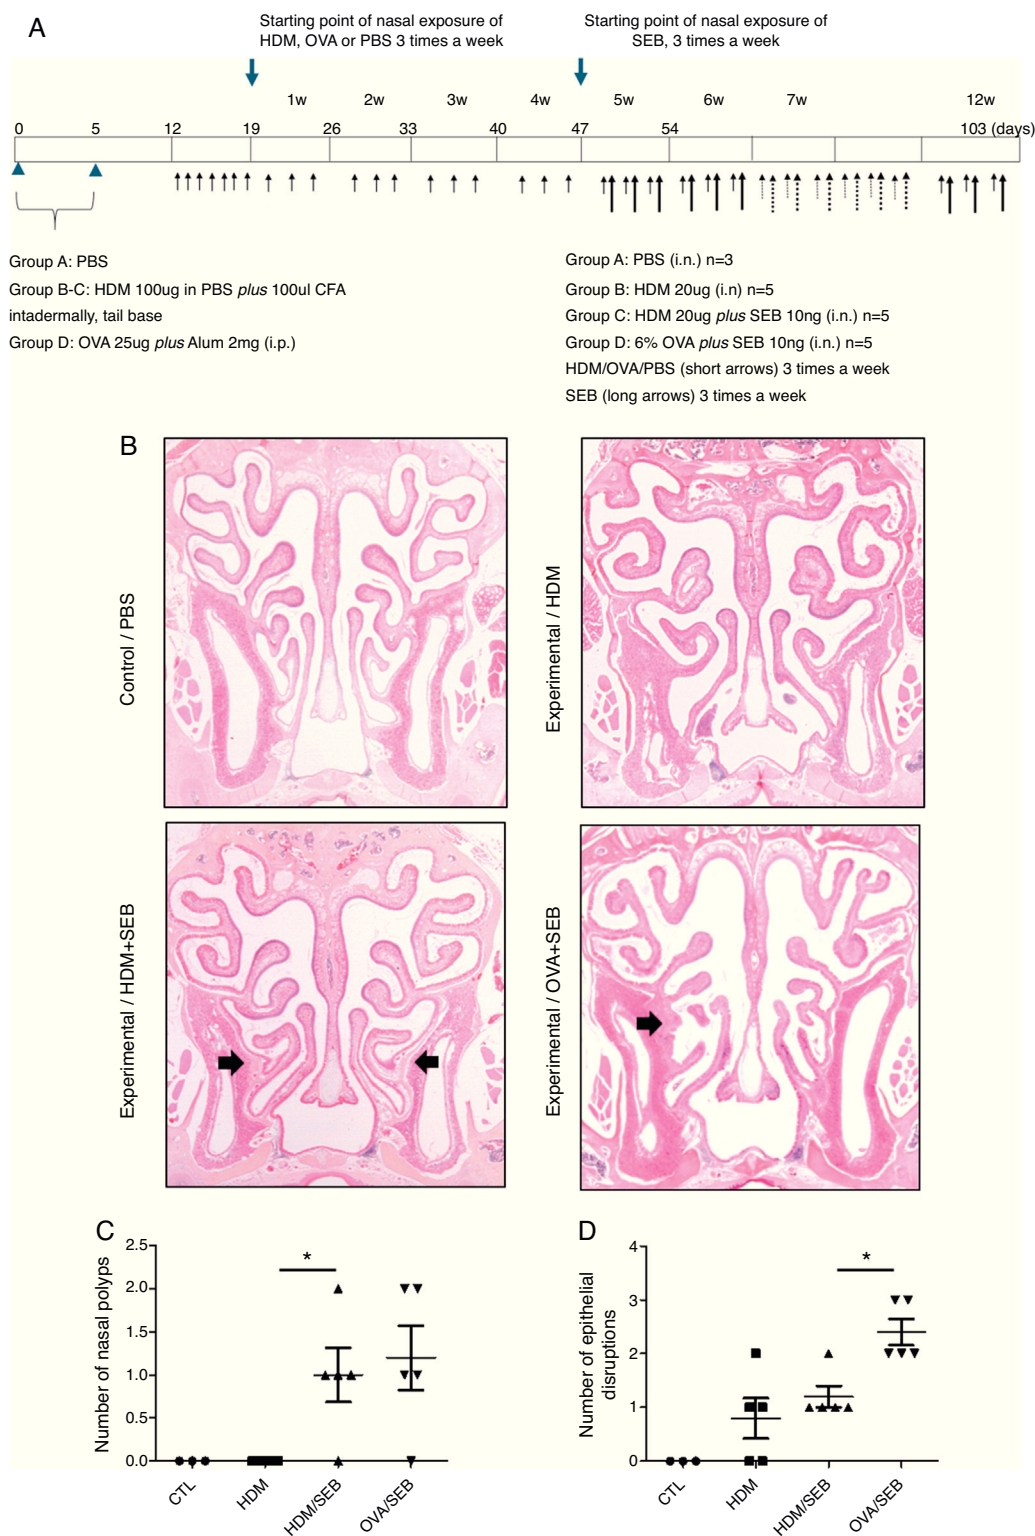 A
Starting point of nasal exposure of
HDM, OVA or PBS 3 times a week
Starting point of nasal exposure of
SEB, 3 times a week
1w 2w 3w 4w 5w 6w 7w 12w
0 5 12 19 26 33 40 47 54 103 (days)
Group A: PBS
Group B-C: HDM 100ug in PBS plus 100ul CFA
intadermally, tail base
Group D: OVA 25ug plus Alum 2mg (i.p.)
Group A: PBS (i.n.) n=3
Group B: HDM 20ug (i.n) n=5
Group C: HDM 20ug plus SEB 10ng (i.n.) n=5
Group D: 6% OVA plus SEB 10ng (i.n.) n=5
HDM/OVA/PBS (short arrows) 3 times a week
SEB (long arrows) 3 times a week
B
Control / PBS
Experimental / HDM
Experimental / HDM+SEB
Experimental / OVA+SEB
C
Number of nasal polyps
2.5
2.0
1.5
1.0
0.5
0.0
*
CTL HDM HDM/SEB OVA/SEB
D
Number of epithelial
disruptions
4
3
2
1
0
*
CTL HDM HDM/SEB OVA/SEB